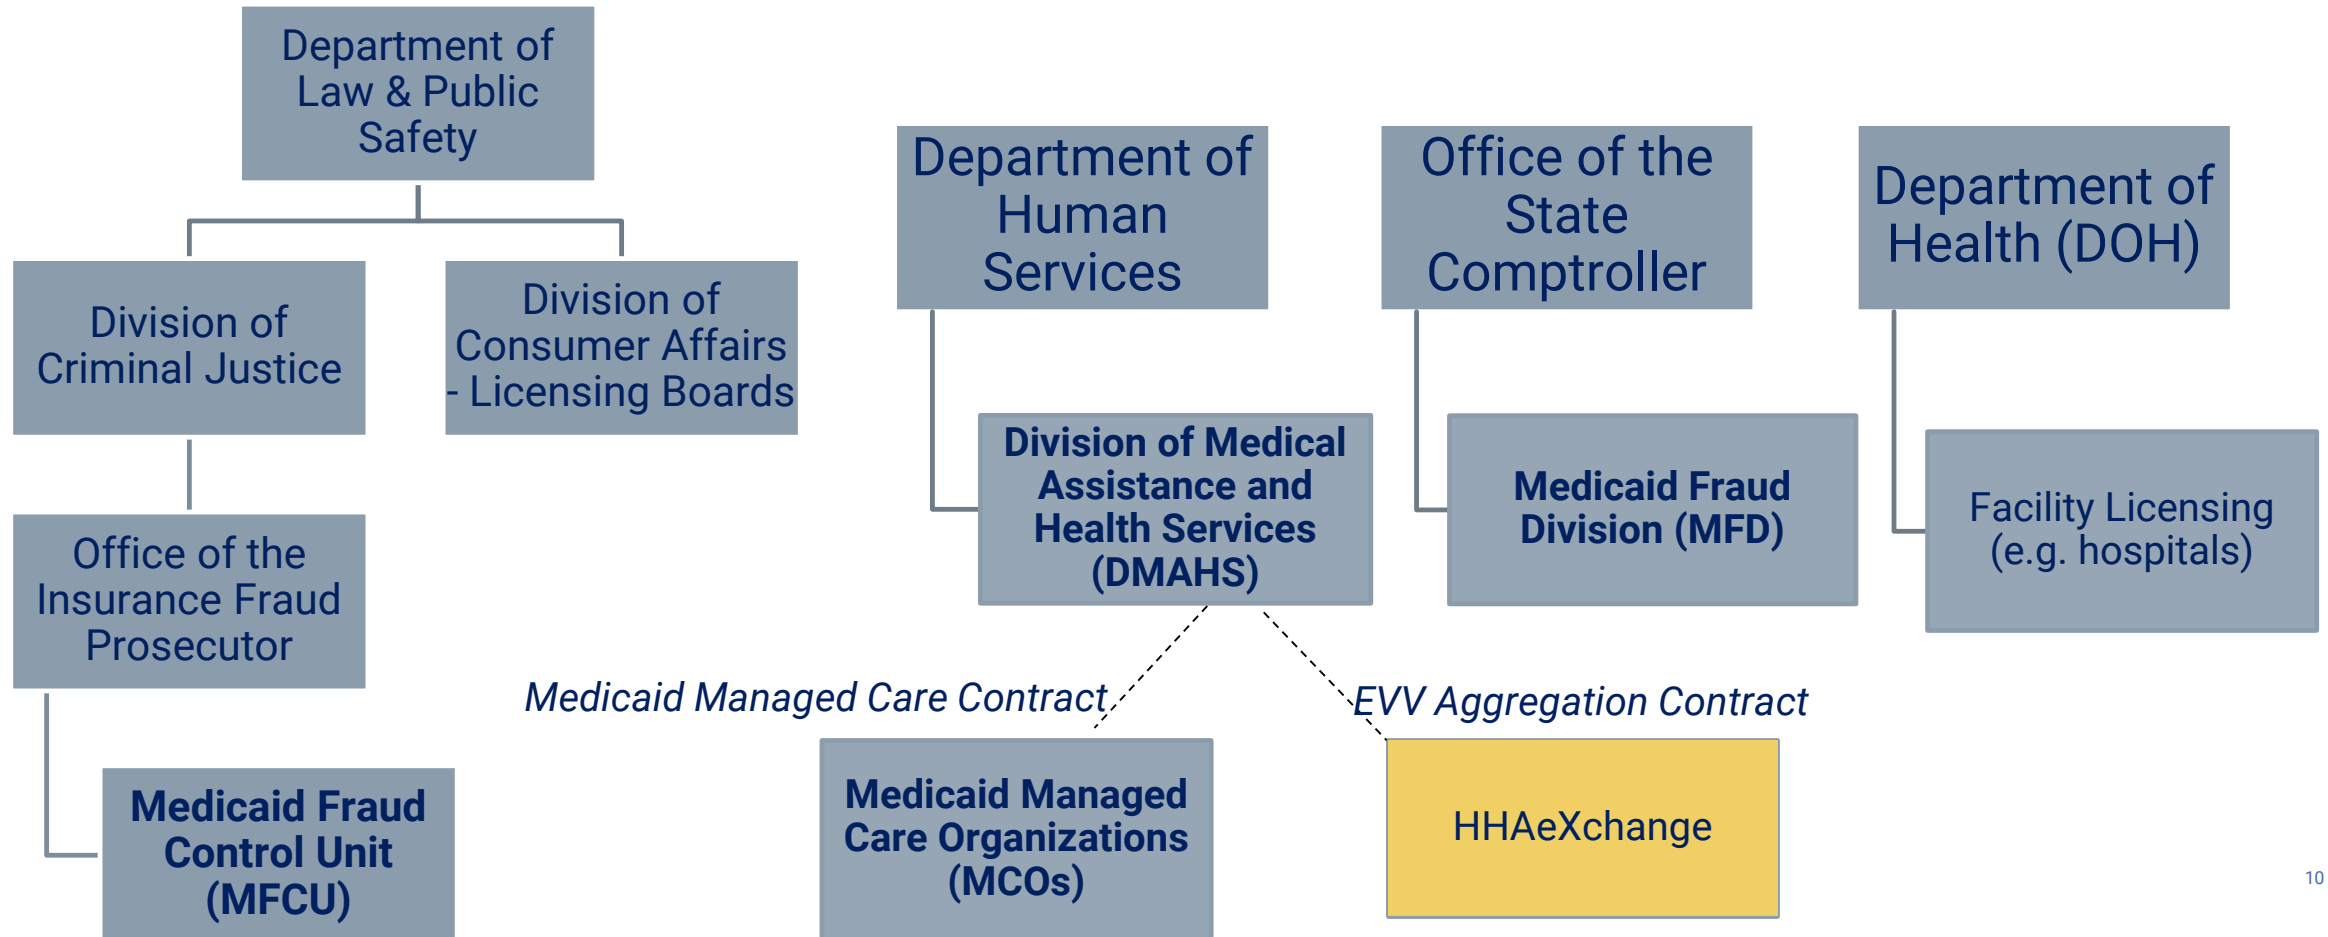 Department of
Law & Public
Safety
Department of
Human
Services
Office of the
State
Comptroller
Department of
Health (DOH)
Division of
Criminal Justice
Division of
Consumer Affairs
- Licensing Boards
Division of Medical
Assistance and
Health Services
(DMAHS)
Medicaid Fraud
Division (MFD)
Facility Licensing
(e.g. hospitals)
Office of the
Insurance Fraud
Prosecutor
Medicaid Managed Care Contract
EVV Aggregation Contract
Medicaid Fraud
Control Unit
(MFCU)
Medicaid Managed
Care Organizations
(MCOs)
HHAeXchange
10